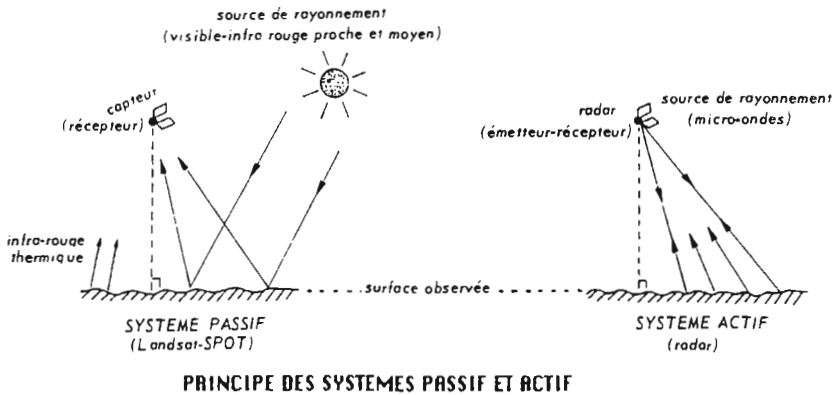 source de rayonnement
(visible-infra rouge proche et moyen)
capteur
(récepteur)
infra-rouge
thermique
SYSTEME PASSIF
(Landsat-SPOT)
surface observée
radar
(émetteur-récepteur)
source de rayonnement
(micro-ondes)
SYSTEME ACTIF
(radar)
PRINCIPE DES SYSTEMES PASSIF ET ACTIF